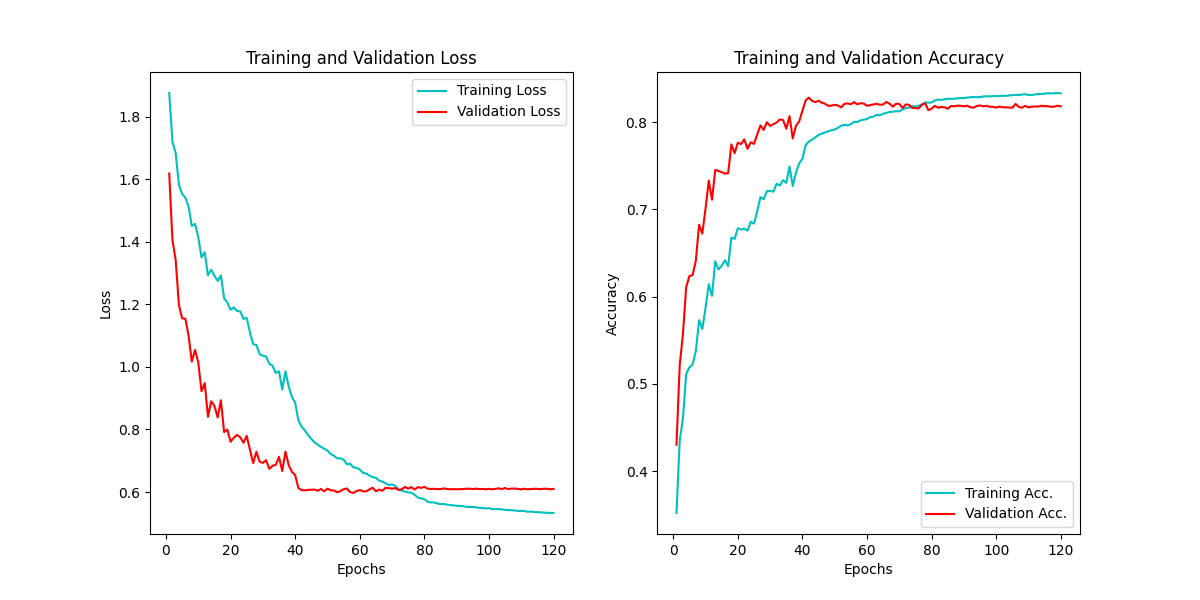 Training and Validation Loss
Training Loss
Validation Loss
Loss
1.8
1.6
1.4
1.2
1.0
0.8
0.6
0 20 40 60 80 100 120
Epochs
Training and Validation Accuracy
Accuracy
0.8
0.7
0.6
0.5
0.4
Training Acc.
Validation Acc.
0 20 40 60 80 100 120
Epochs